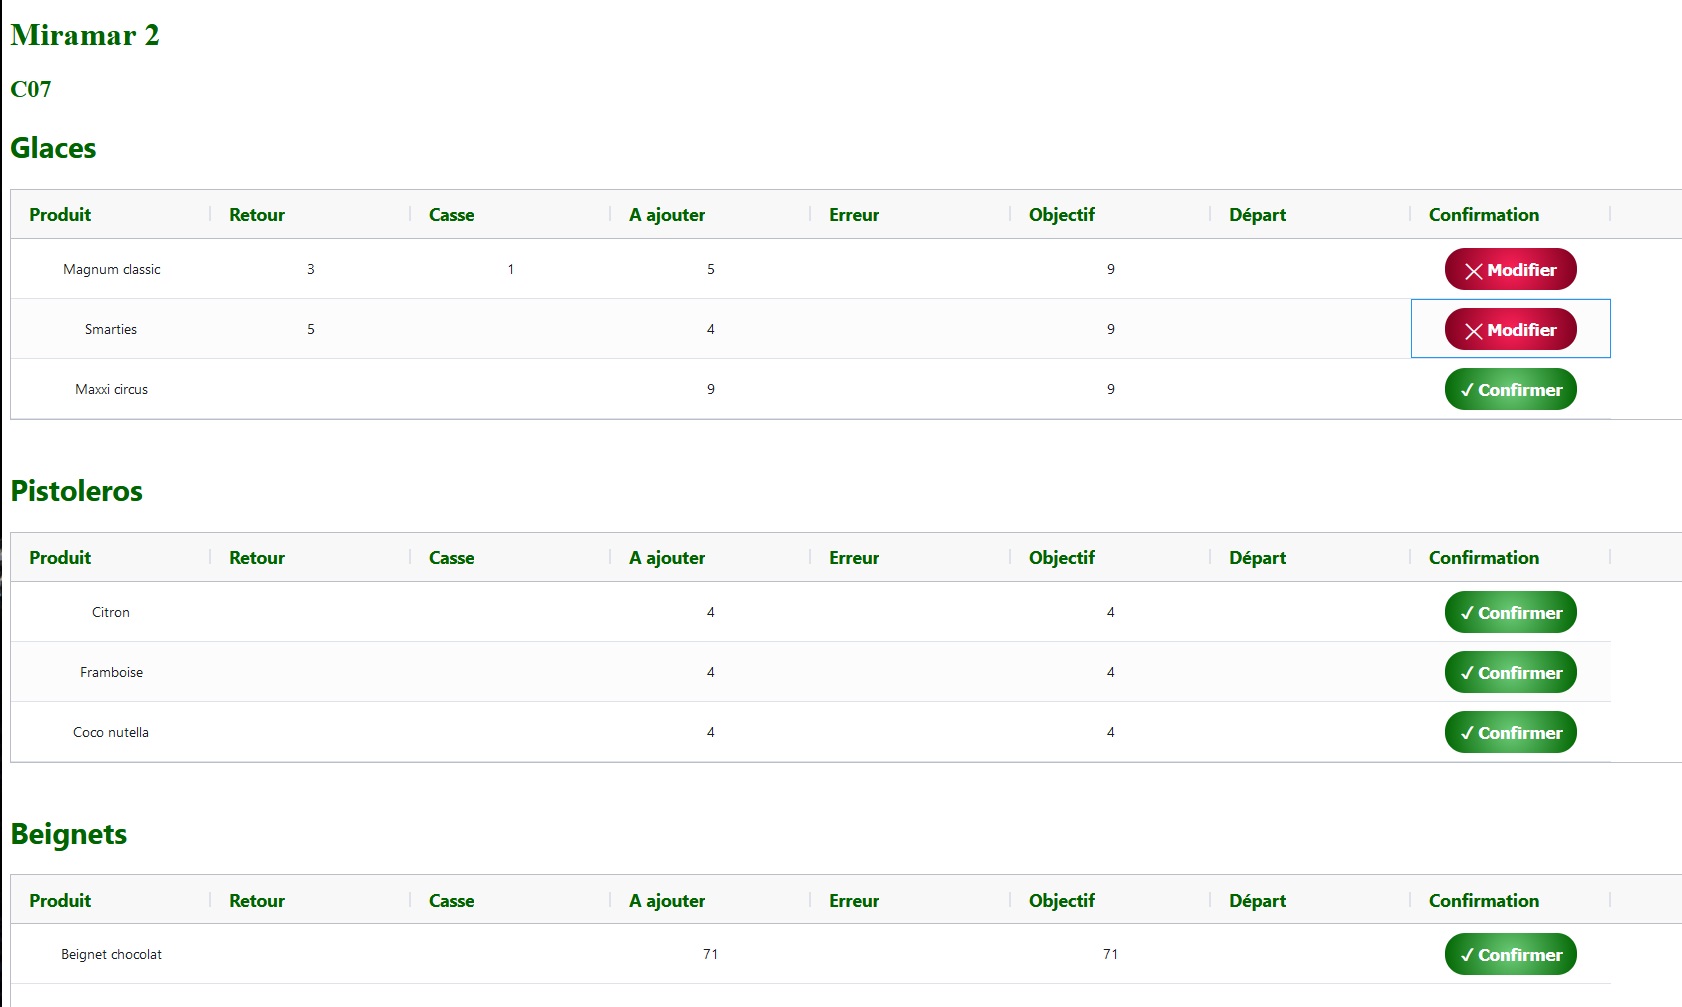 Miramar 2
C07
Glaces
Produit Retour Casse A ajouter Erreur Objectif Départ Confirmation
Magnum classic 3 1 5 9 Modifier
Smarties 5 4 9 Modifier
Maxxi circus 9 9 Confirmer
Pistoleros
Produit Retour Casse A ajouter Erreur Objectif Départ Confirmation
Citron 4 4 Confirmer
Framboise 4 4 Confirmer
Coco nutella 4 4 Confirmer
Beignets
Produit Retour Casse A ajouter Erreur Objectif Départ Confirmation
Beignet chocolat 71 71 Confirmer